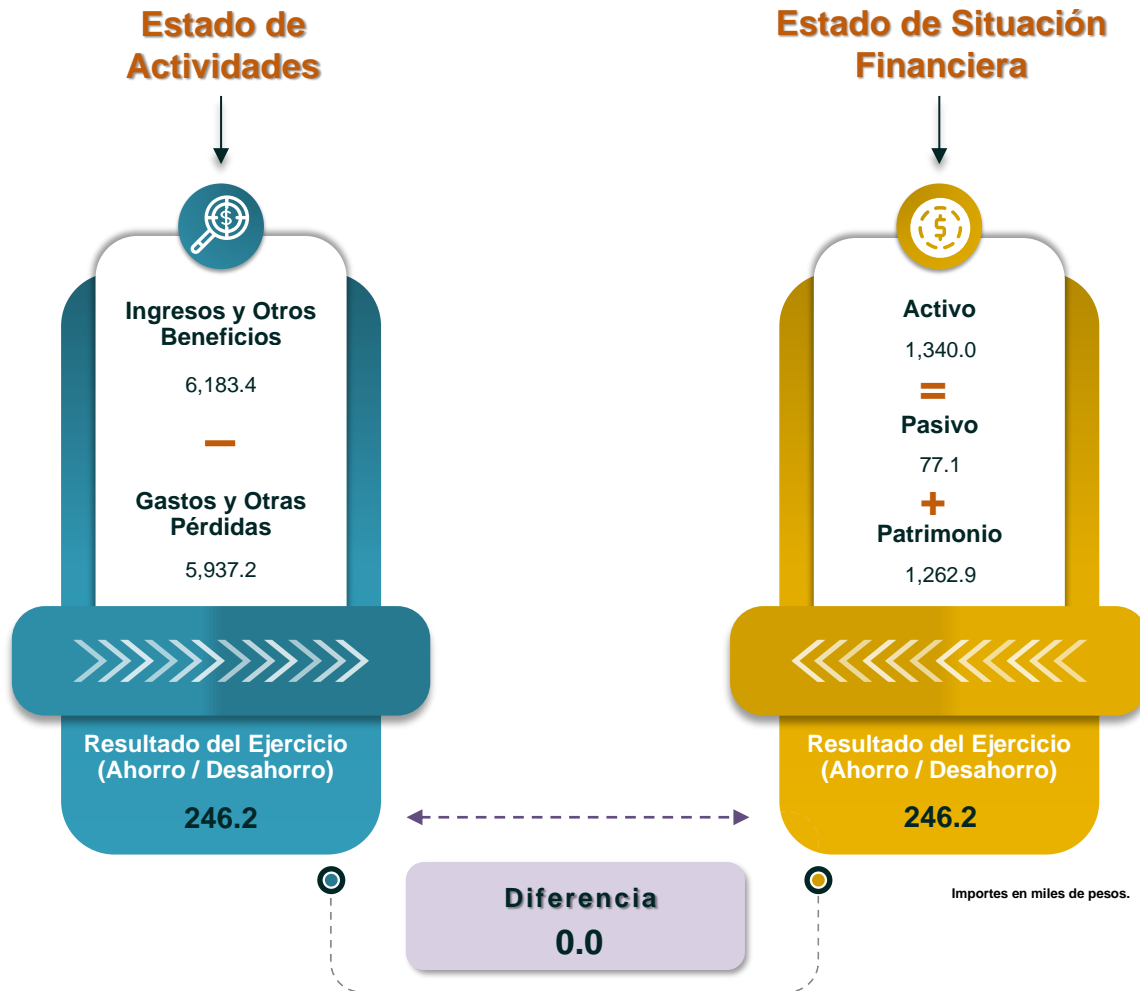 Estado de
Actividades
Ingresos y Otros
Beneficios
6,183.4
–
Gastos y Otras
Pérdidas
5,937.2
Resultado del Ejercicio
(Ahorro / Desahorro)
246.2
Estado de Situación
Financiera
$
Activo
1,340.0
=
Pasivo
77.1
+
Patrimonio
1,262.9
Resultado del Ejercicio
(Ahorro / Desahorro)
246.2
Diferencia
0.0
Importes en miles de pesos.